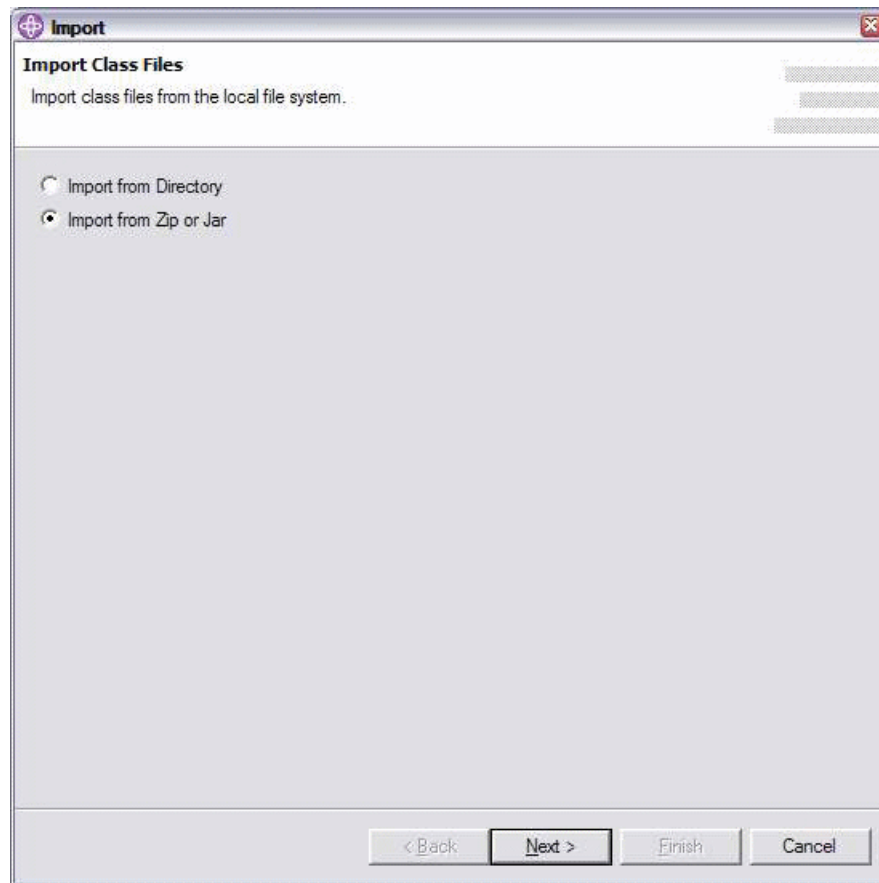 Import
Import Class Files
Import class files from the local file system.
Import from Directory
Import from Zip or Jar
< Back Next > Finish Cancel